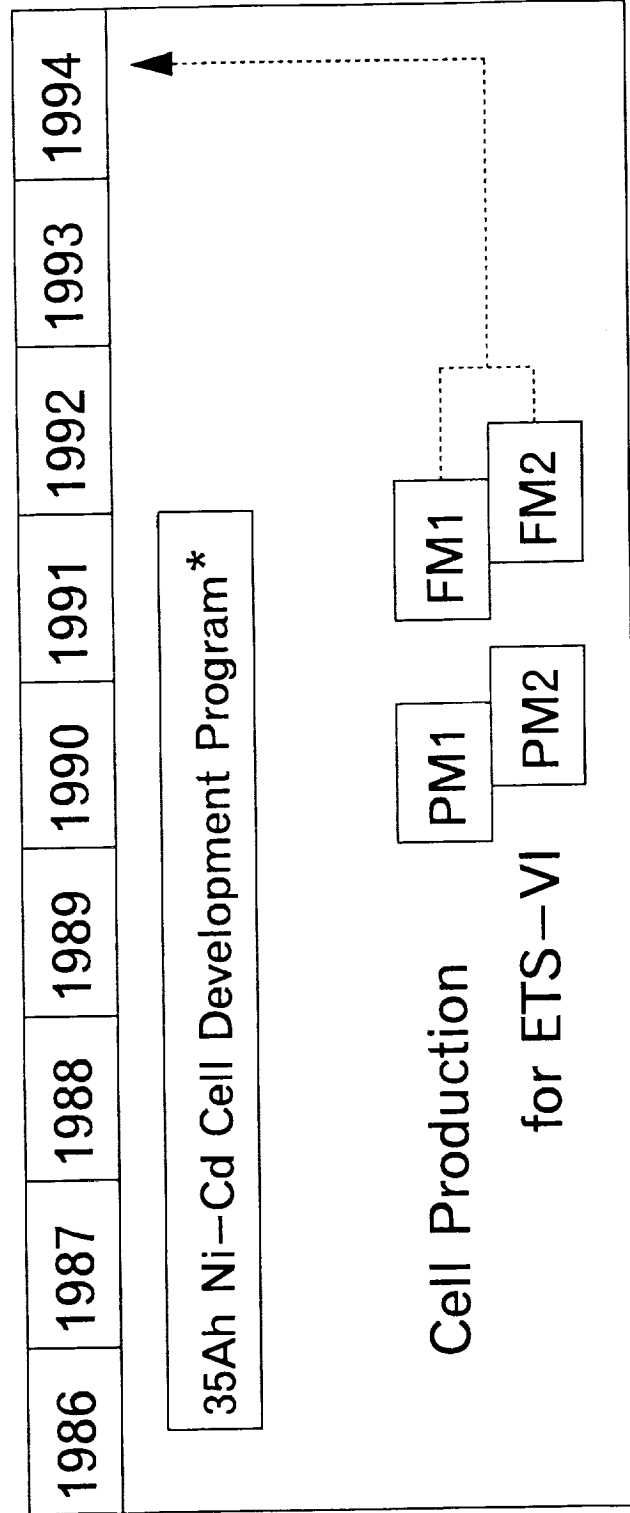 1986 1987 1988 1989 1990 1991 1992 1993 1994
35Ah Ni−Cd Cell Development Program*
Cell Production
for ETS−VI
PM1
PM2
FM1
FM2